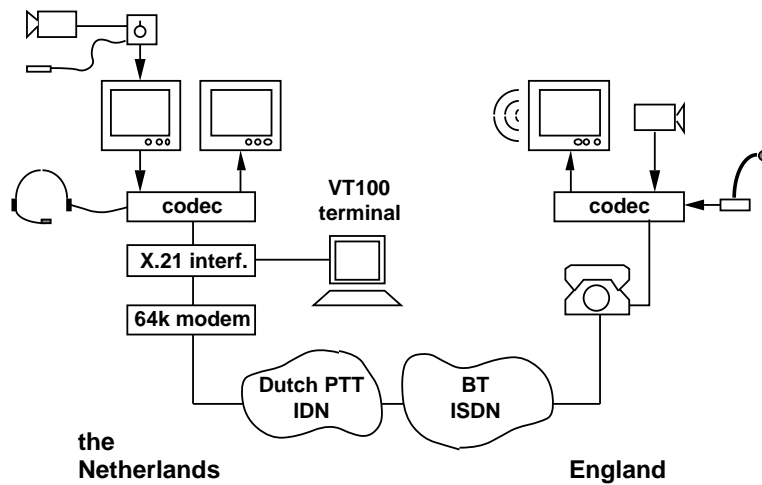 VT100
terminal
codec
codec
X.21 interf.
64k modem
Dutch PTT
IDN
BT
ISDN
the
Netherlands
England